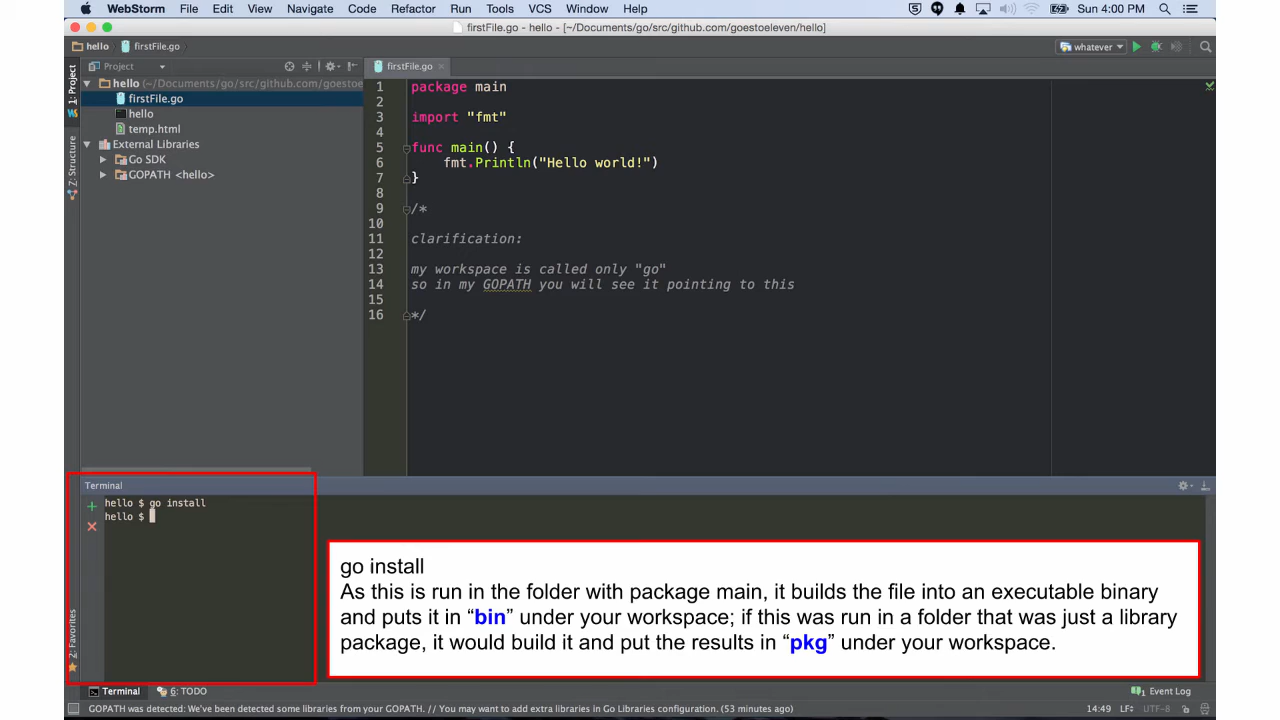 WebStorm File Edit View Navigate Code Refactor Run Tools VCS Window Help Sun 4:00 PM
firstFile.go - hello - [~/Documents/go/src/github.com/goestoeleven/hello]
hello firstFile.go whatever
Project firstFile.go
1: Project
Z: Structure
2: Favorites
hello (~/Documents/go/src/github.com/goestoe
firstFile.go
hello
temp.html
External Libraries
Go SDK
GOPATH <hello>
1 package main
2
3 import "fmt"
4
5 func main() {
6 fmt.Println("Hello world!")
7 }
8
9 /*
10
11 clarification:
12
13 my workspace is called only "go"
14 so in my GOPATH you will see it pointing to this
15
16 */
Terminal
hello $ go install
hello $
go install
As this is run in the folder with package main, it builds the file into an executable binary
and puts it in “bin” under your workspace; if this was run in a folder that was just a library
package, it would build it and put the results in “pkg” under your workspace.
Terminal 6: TODO 1 Event Log
GOPATH was detected: We've been detected some libraries from your GOPATH. // You may want to add extra libraries in Go Libraries configuration. (53 minutes ago) 14:49 LF÷ UTF-8